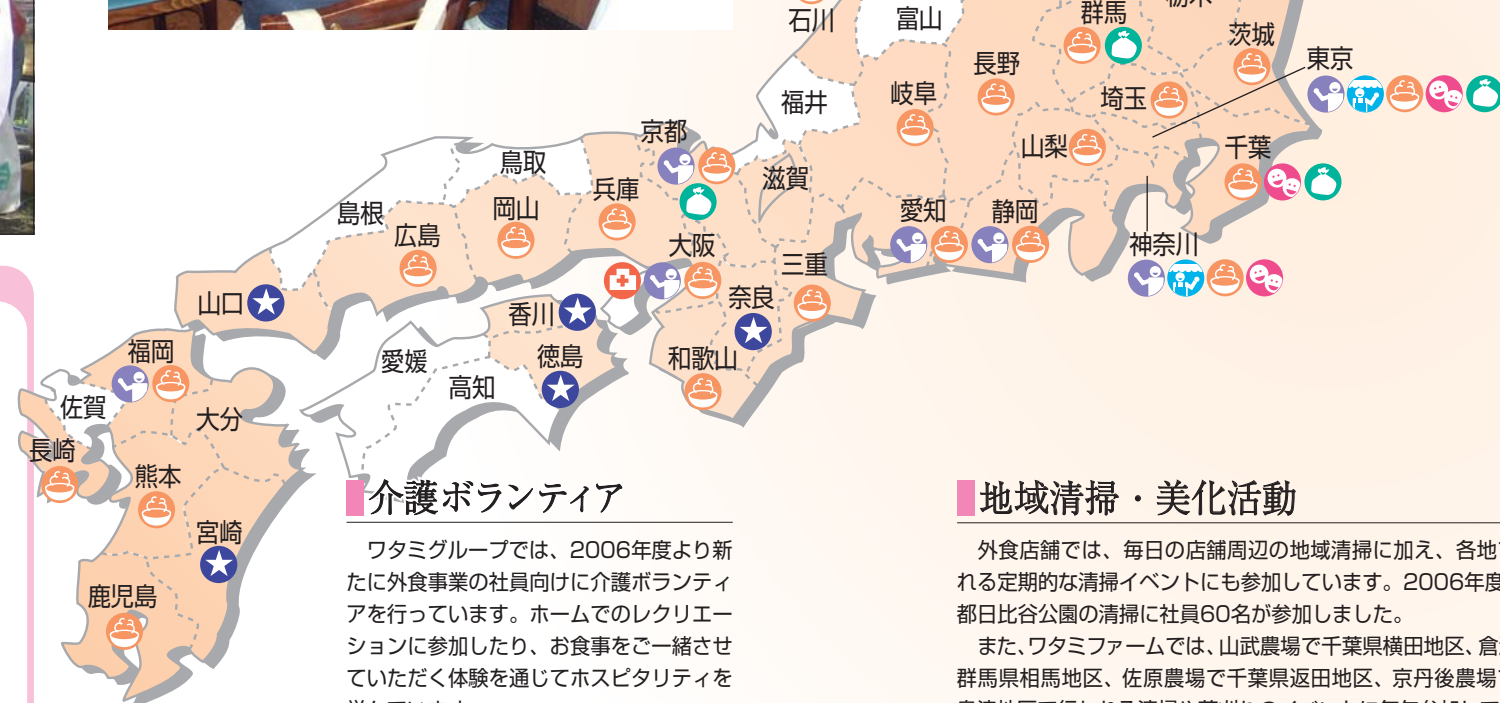 石川
富山
群馬
茨城
東京
長野
福井
岐阜
埼玉
京都
山梨
千葉
鳥取
滋賀
兵庫
島根
岡山
愛知
静岡
広島
大阪
神奈川
三重
山口
奈良
香川
福岡
愛媛
徳島
和歌山
高知
佐賀
大分
長崎
熊本
宮崎
鹿児島
介護ボランティア
ワタミグループでは、2006年度より新
たに外食事業の社員向けに介護ボランティ
アを行っています。ホームでのレクリエー
ションに参加したり、お食事をご一緒させ
ていただく体験を通じてホスピタリティを
地域清掃・美化活動
外食店舗では、毎日の店舗周辺の地域清掃に加え、各地
れる定期的な清掃イベントにも参加しています。2006年度
都日比谷公園の清掃に社員60名が参加しました。
また、ワタミファームでは、山武農場で千葉県横田地区、倉
群馬県相馬地区、佐原農場で千葉県返田地区、京丹後農場